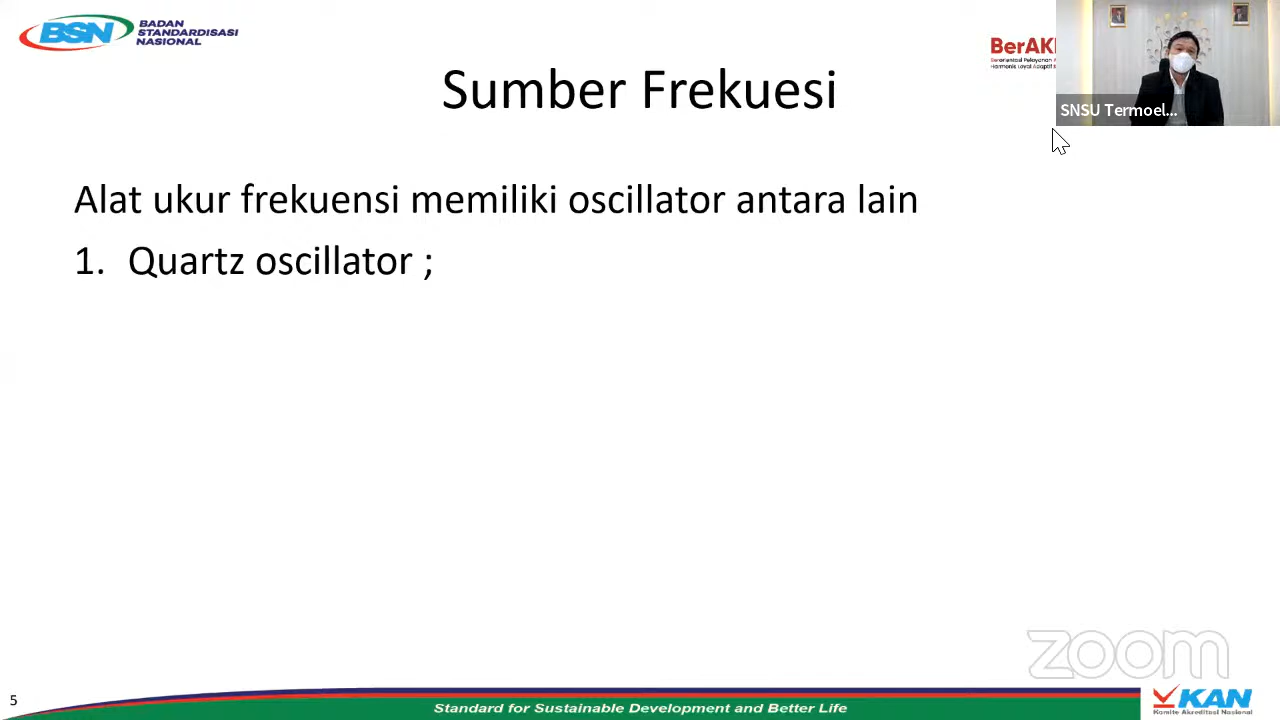 BSN BADAN
STANDARDISASI
NASIONAL
BerAK
Sumber Frekuesi
SNSU Termoel...
Alat ukur frekuensi memiliki oscillator antara lain
1. Quartz oscillator ;
zoom
5
Standard for Sustainable Development and Better Life
KAN
Komite Akreditasi Nasional